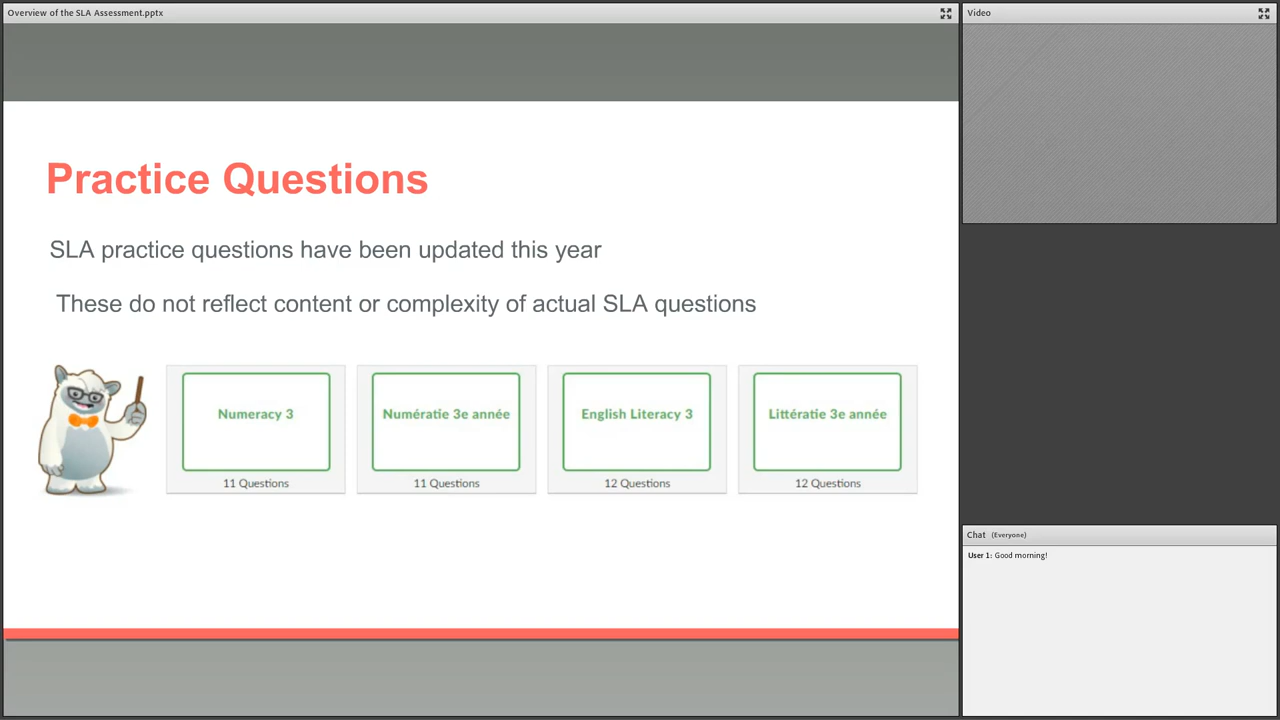 Overview of the SLA Assessment.pptx
Video
Practice Questions
SLA practice questions have been updated this year
These do not reflect content or complexity of actual SLA questions
Numeracy 3
11 Questions
Numératie 3e année
11 Questions
English Literacy 3
12 Questions
Littératie 3e année
12 Questions
Chat (Everyone)
User 1: Good morning!